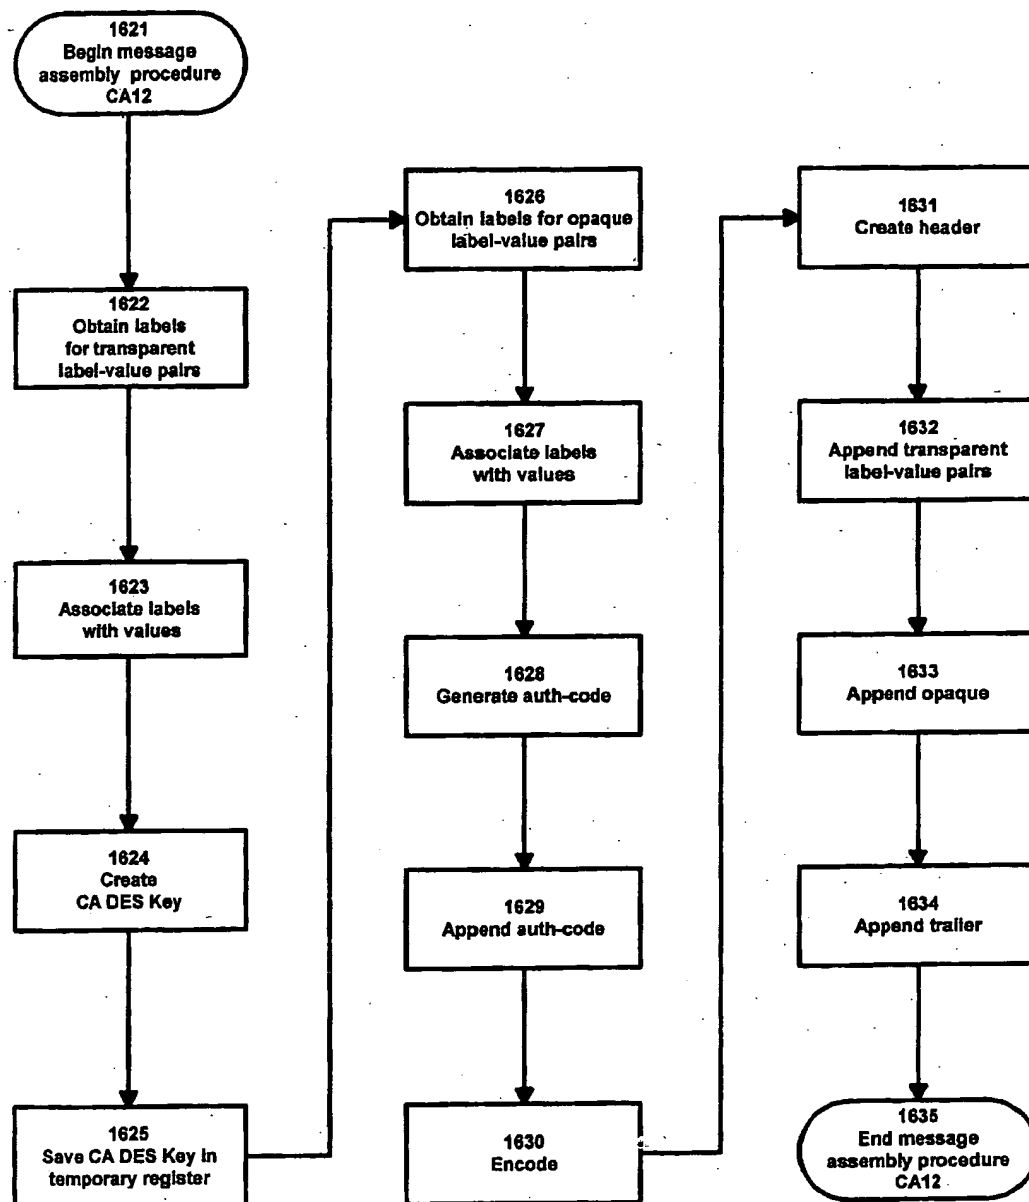 1621
Begin message
assembly procedure
CA12
1622
Obtain labels
for transparent
label-value pairs
1623
Associate labels
with values
1624
Create
CA DES Key
1625
Save CA DES Key in
temporary register
1626
Obtain labels for opaque
label-value pairs
1627
Associate labels
with values
1628
Generate auth-code
1629
Append auth-code
1630
Encode
1631
Create header
1632
Append transparent
label-value pairs
1633
Append opaque
1634
Append trailer
1635
End message
assembly procedure
CA12